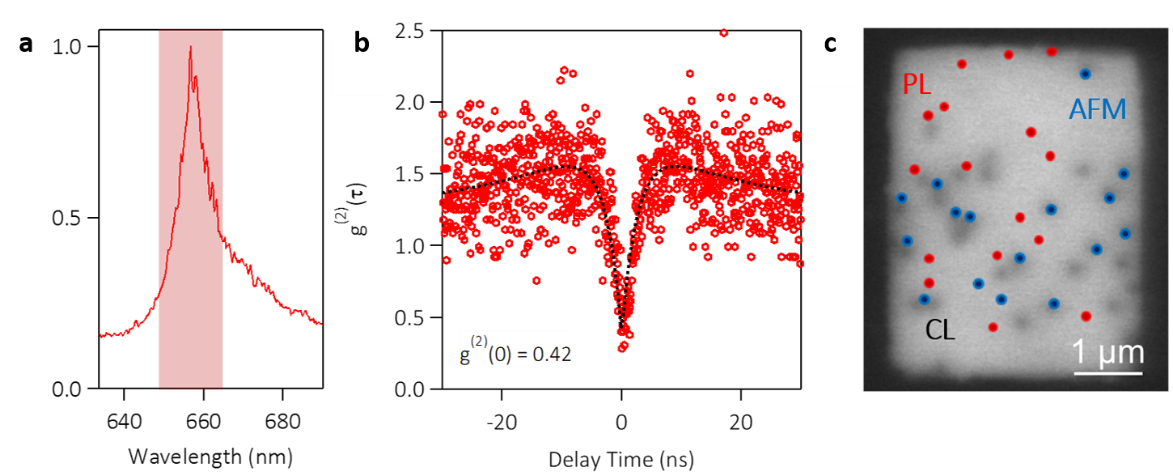 a
1.0
0.5
0.0
640 660 680
Wavelength (nm)
b
2.5
2.0
1.5
1.0
0.5
0.0
g(2)(τ)
g(2)(0) = 0.42
-20 0 20
Delay Time (ns)
c
PL
AFM
CL
1 µm